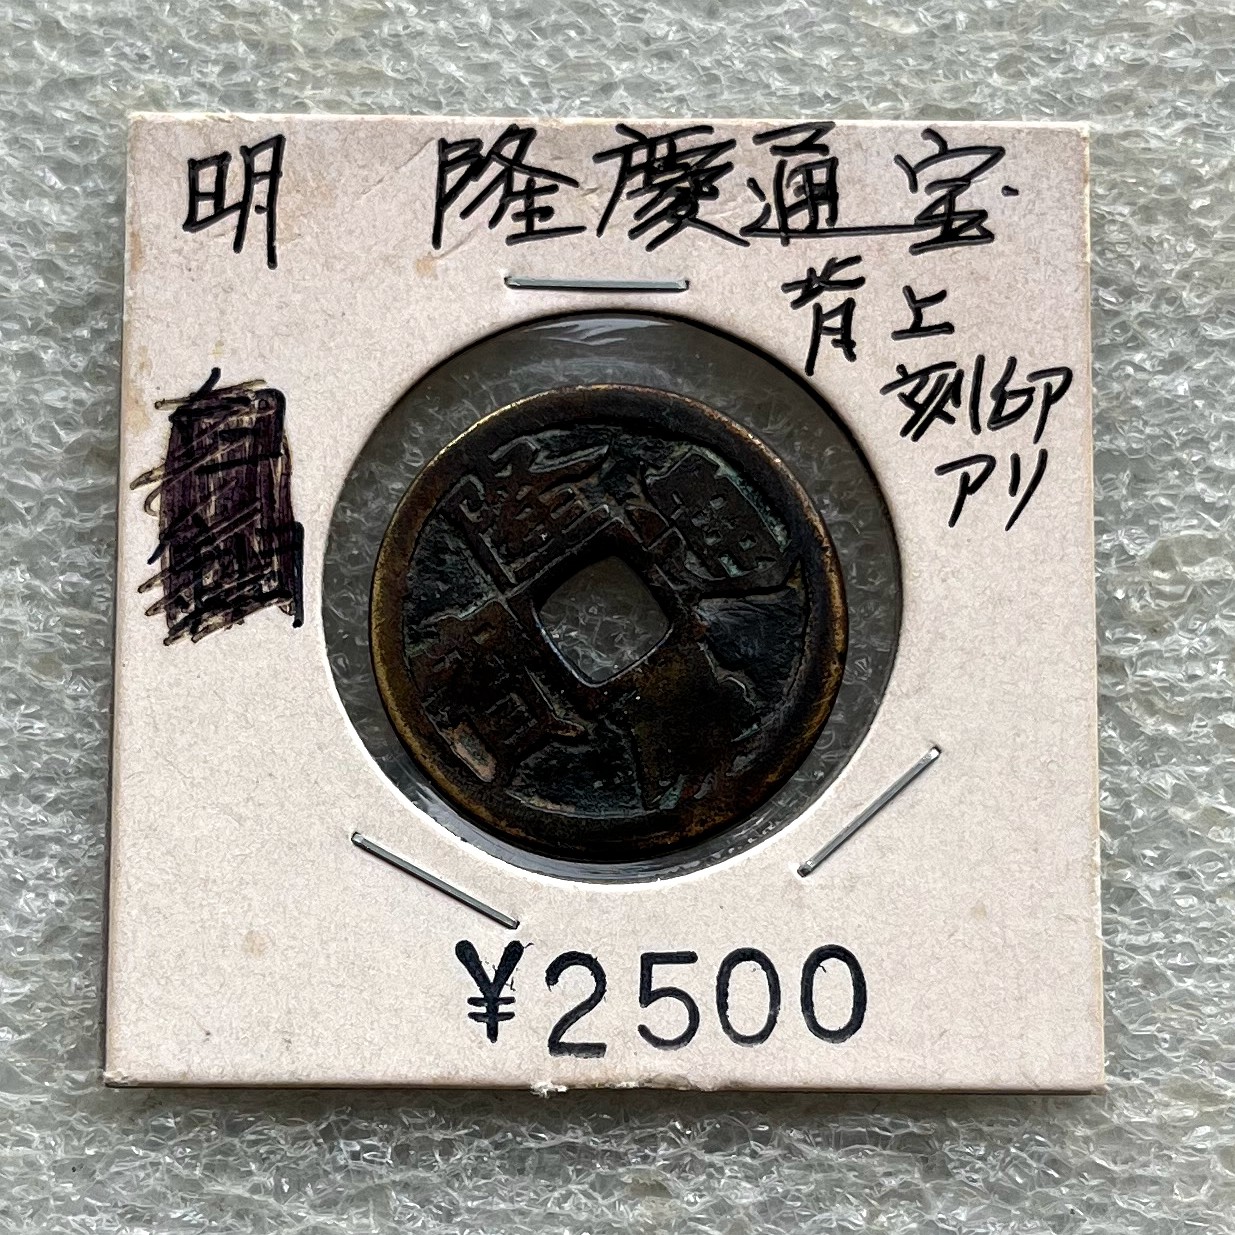 明 隆慶通宝
背上
刻印
アリ
¥2500